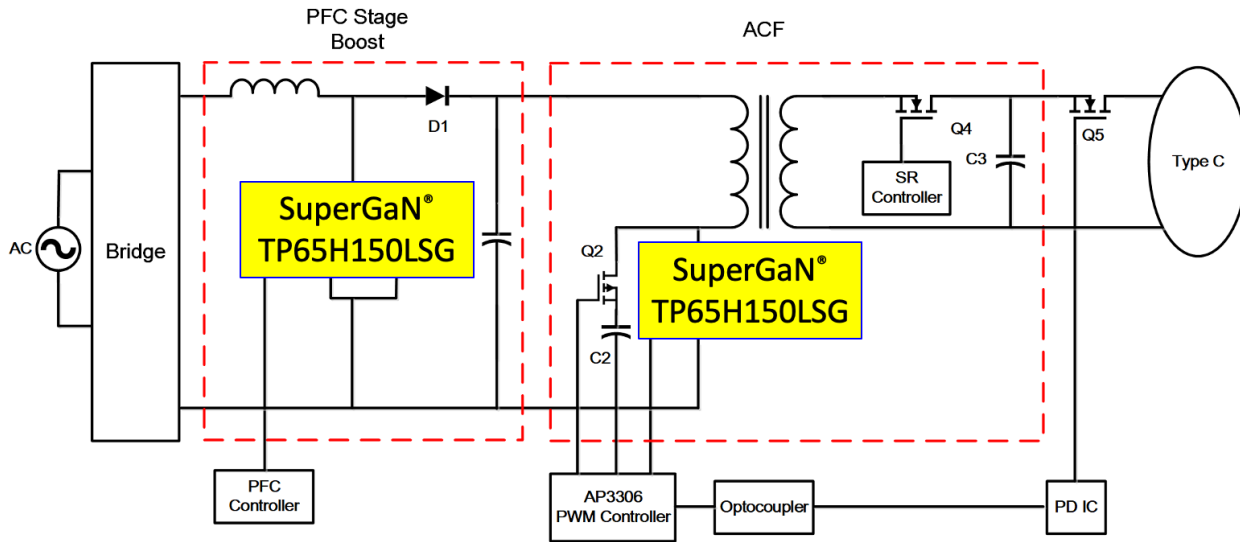 PFC Stage
Boost
ACF
D1
Q4
Q5
C3
SR
Controller
Type C
SuperGaN®
TP65H150LSG
AC
Bridge
Q2
SuperGaN®
TP65H150LSG
C2
PFC
Controller
AP3306
PWM Controller
Optocoupler
PD IC